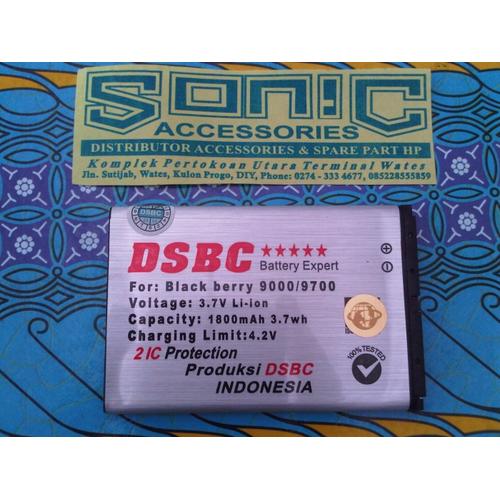 SONIC
ACCESSORIES
DISTRIBUTOR ACCESSORIES & SPARE PART HP
Komplek Pertokoan Utara Terminal Wates
Jln. Sutijab, Wates, Kulon Progo, DIY, Phone: 0274 - 333 4677, 085228555859
DSBC
DSBC ★★★★★
Battery Expert
For: Black berry 9000/9700
Voltage: 3.7V Li-ion
Capacity: 1800mAh 3.7wh
Charging Limit:4.2V
2 IC Protection
Produksi DSBC
INDONESIA
100% TESTED